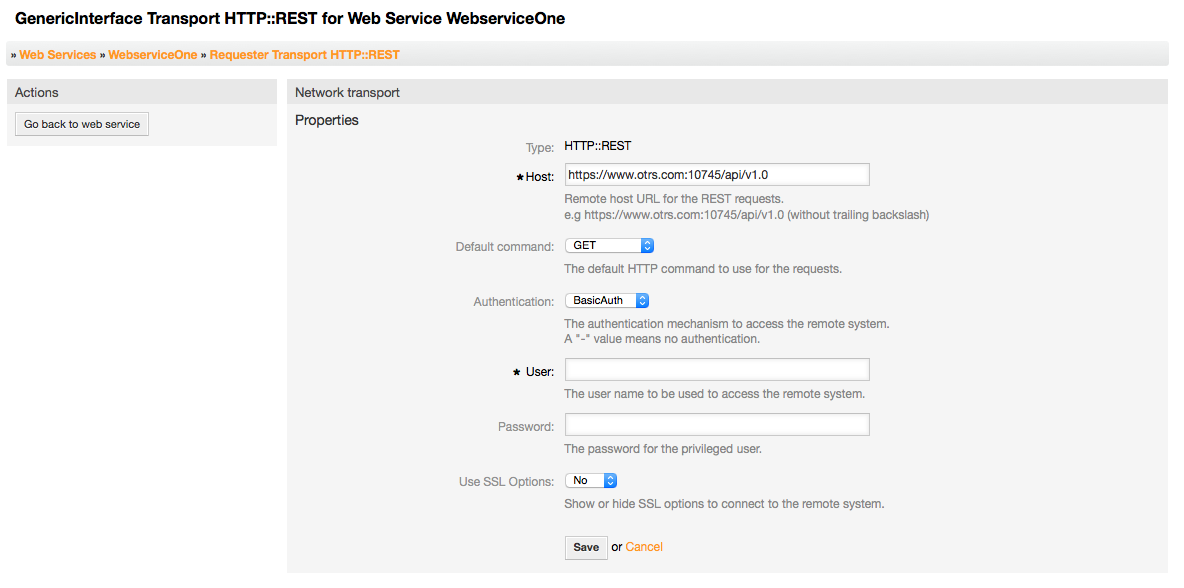 GenericInterface Transport HTTP::REST for Web Service WebserviceOne
» Web Services » WebserviceOne » Requester Transport HTTP::REST
Actions
Go back to web service
Network transport
Properties
Type: HTTP::REST
★Host: https://www.otrs.com:10745/api/v1.0
Remote host URL for the REST requests.
e.g https://www.otrs.com:10745/api/v1.0 (without trailing backslash)
Default command: GET
The default HTTP command to use for the requests.
Authentication: BasicAuth
The authentication mechanism to access the remote system.
A "-" value means no authentication.
★ User:
The user name to be used to access the remote system.
Password:
The password for the privileged user.
Use SSL Options: No
Show or hide SSL options to connect to the remote system.
Save or Cancel